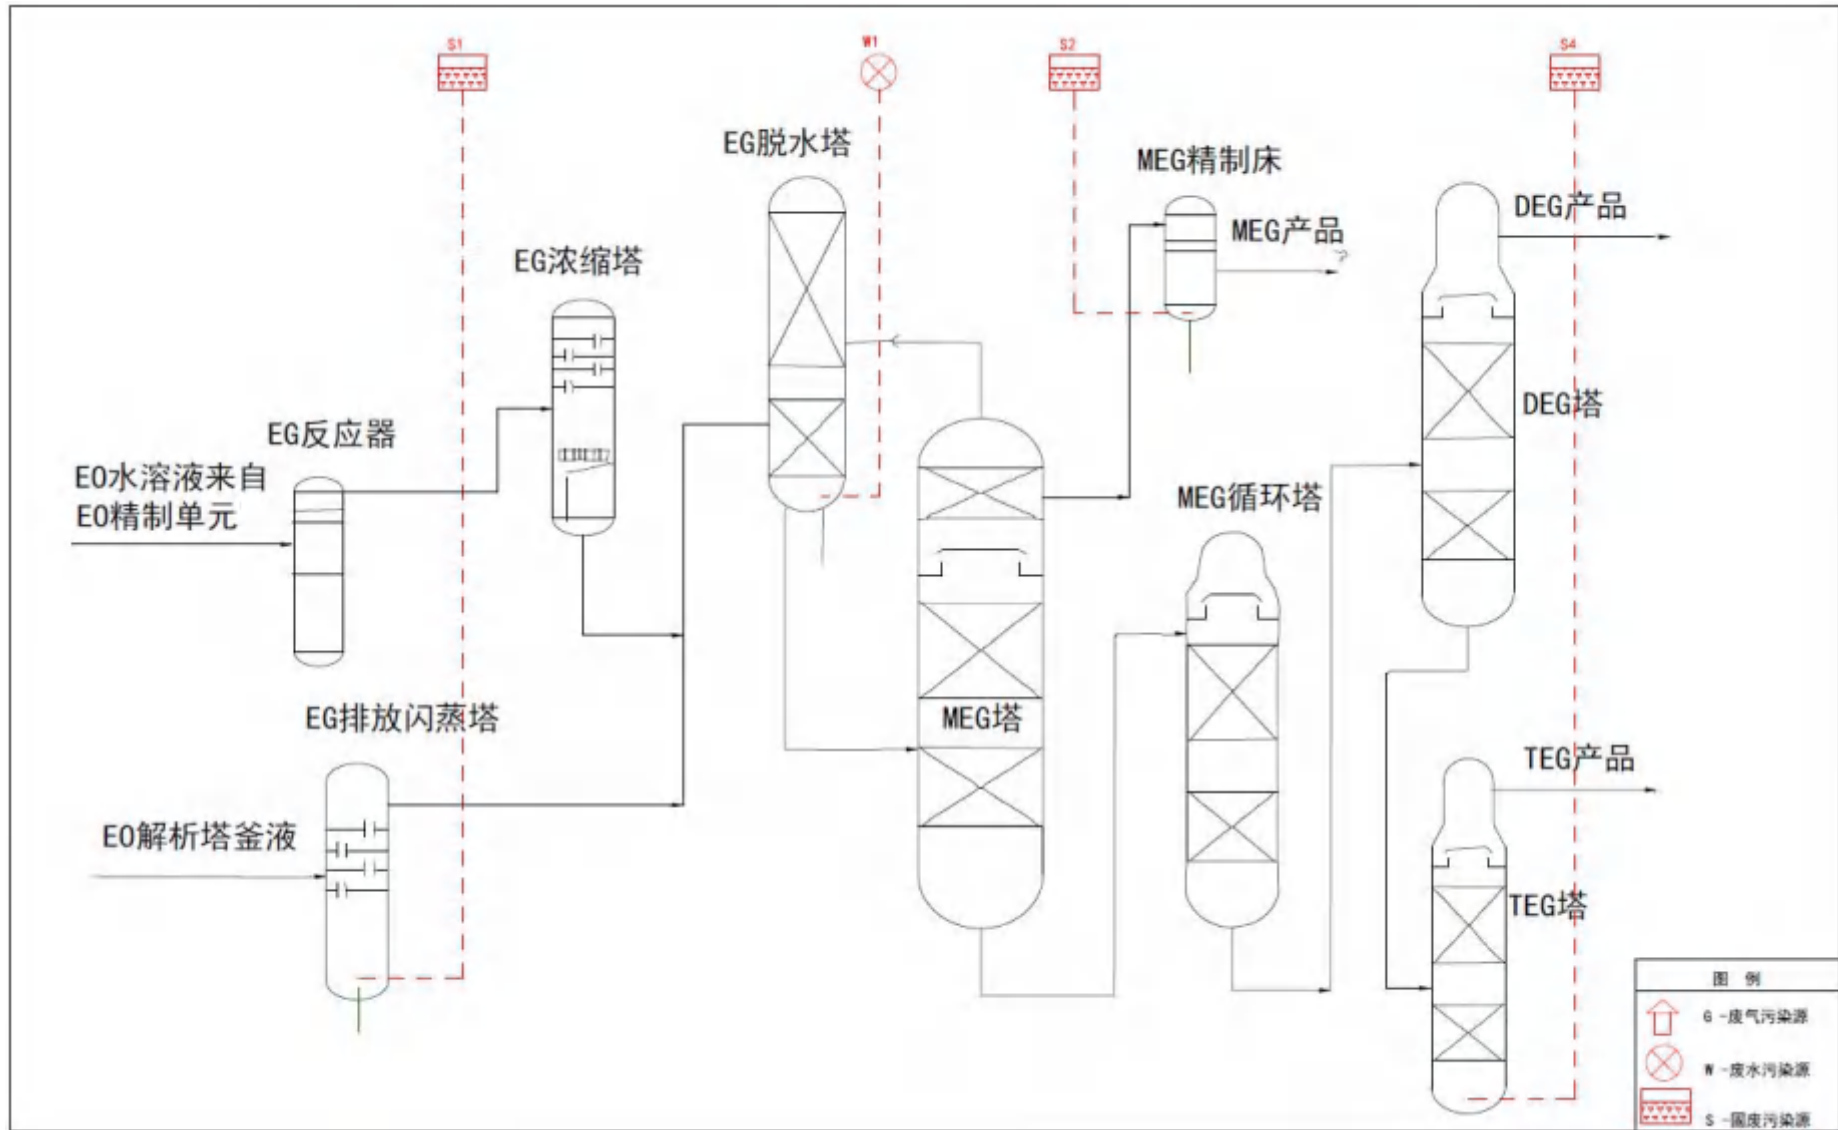 S1
W1
S2
S4
EG脱水塔
MEG精制床
DEG产品
MEG产品
EG浓缩塔
DEG塔
EG反应器
EO水溶液来自
EO精制单元
MEG循环塔
EG排放闪蒸塔
MEG塔
TEG产品
EO解析塔釜液
TEG塔
图 例
G -废气污染源
W -废水污染源
S -固废污染源